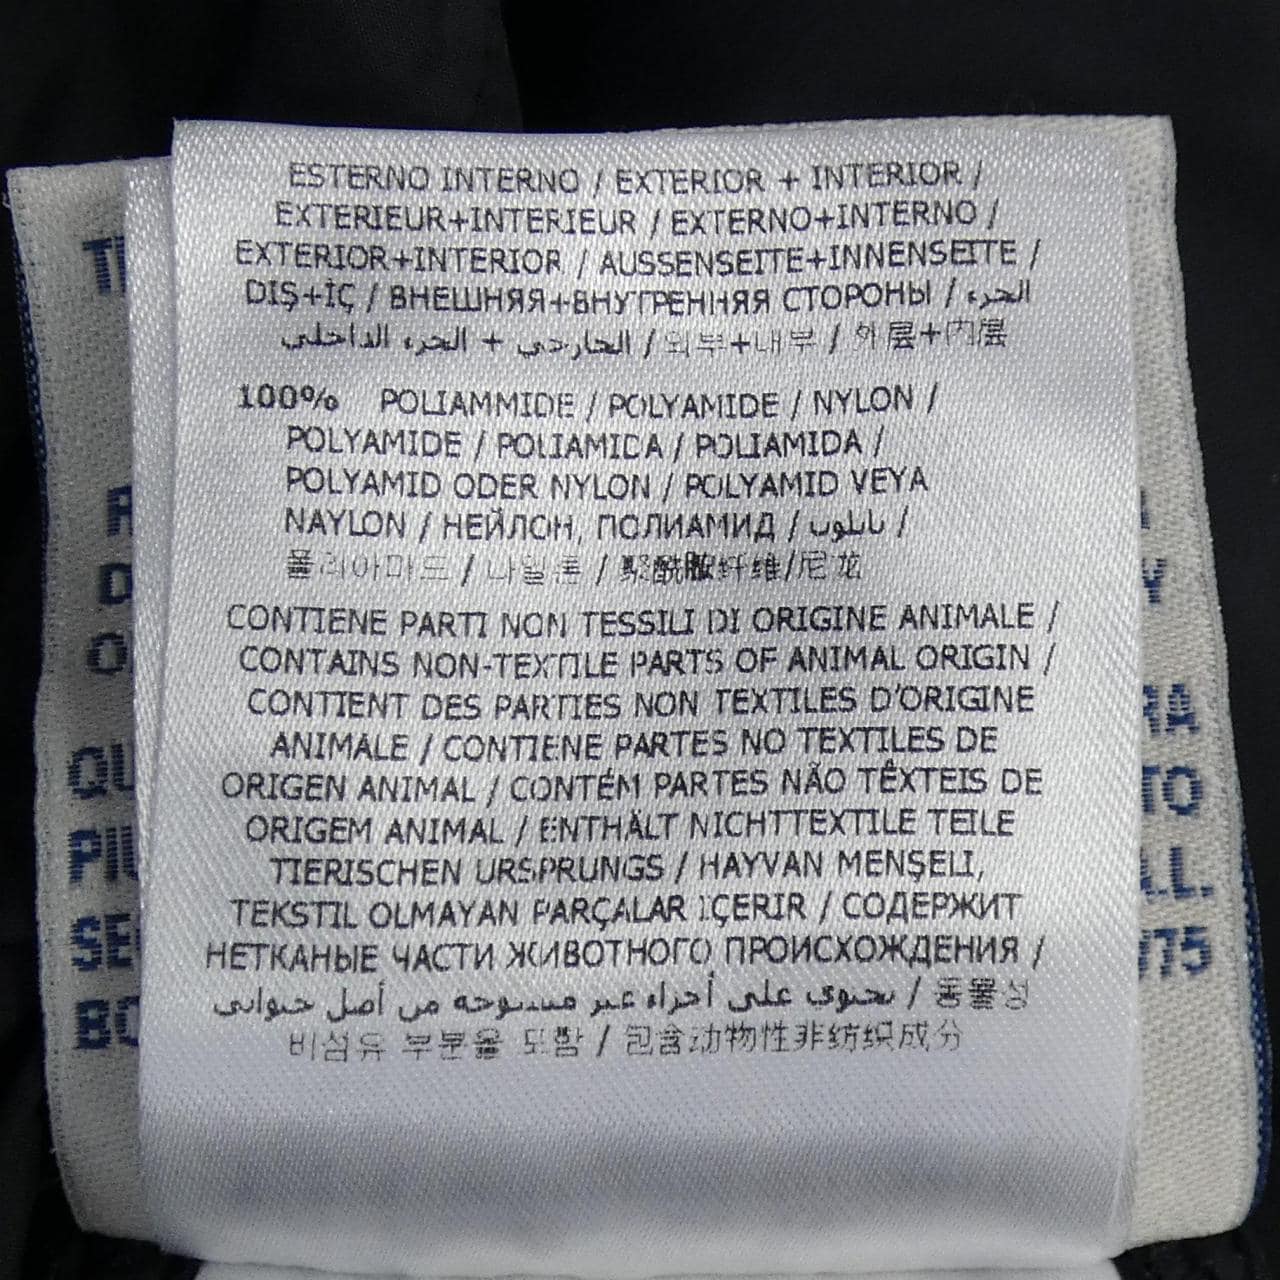 ESTERNO INTERNO / EXTERIOR + INTERIOR /
EXTERIEUR+INTERIEUR / EXTERNO+INTERNO /
EXTERIOR+INTERIOR / AUSSENSEITE+INNENSEITE /
DIŞ+İÇ / ВНЕШНЯЯ+ВНУТРЕННЯЯ СТОРОНЫ / الجزء
الخارجي + الجزء الداخلي / 외부+내부 / 外层+内层
100% POLIAMMIDE / POLYAMIDE / NYLON /
POLYAMIDE / POLIAMICA / POLIAMIDA /
POLYAMID ODER NYLON / POLYAMID VEYA
NAYLON / НЕЙЛОН, ПОЛИАМИД / نايلون /
폴리아마드 / 나일론 / 聚酰胺纤维/尼龙
CONTIENE PARTI NON TESSILI DI ORIGINE ANIMALE /
CONTAINS NON-TEXTILE PARTS OF ANIMAL ORIGIN /
CONTIENT DES PARTIES NON TEXTILES D'ORIGINE
ANIMALE / CONTIENE PARTES NO TEXTILES DE
ORIGEN ANIMAL / CONTÉM PARTES NÃO TÊXTEIS DE
ORIGEM ANIMAL / ENTHÄLT NICHTTEXTILE TEILE
TIERISCHEN URSPRUNGS / HAYVAN MENŞELI,
TEKSTIL OLMAYAN PARÇALAR IÇERIR / СОДЕРЖИТ
НЕТКАНЫЕ ЧАСТИ ЖИВОТНОГО ПРОИСХОЖДЕНИЯ /
يحتوي على أجزاء غير منسوجة من أصل حيواني / 동물성
비섬유 부분을 포함 / 包含动物性非纺织成分